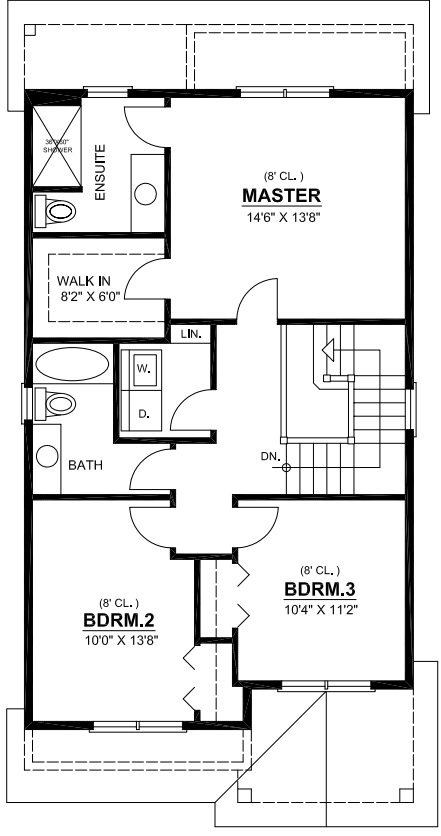 36"X60"
SHOWER
ENSUITE
(8' CL. )
MASTER
14'6" X 13'8"
WALK IN
8'2" X 6'0"
LIN.
W.
D.
DN.
BATH
(8' CL. )
BDRM.3
10'4" X 11'2"
(8' CL. )
BDRM.2
10'0" X 13'8"